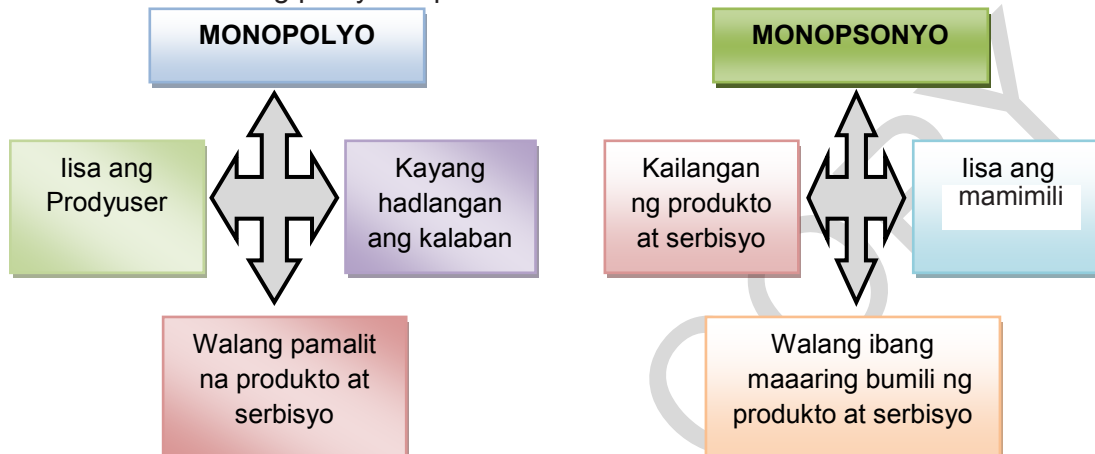 MONOPOLYO
Iisa ang
Prodyuser
Kayang
hadlangan
ang kalaban
Walang pamalit
na produkto at
serbisyo
MONOPSONYO
Kailangan
ng produkto
at serbisyo
Iisa ang
mamimili
Walang ibang
maaaring bumili ng
produkto at serbisyo
COPY